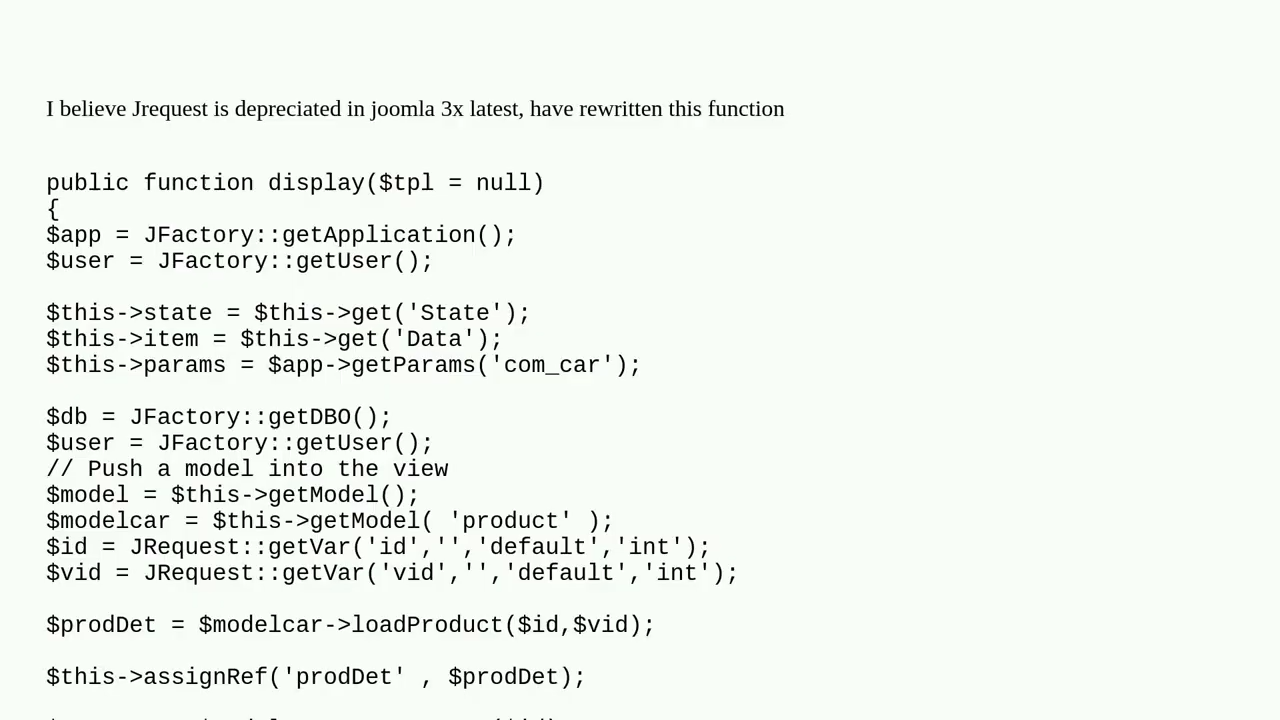 I believe Jrequest is depreciated in joomla 3x latest, have rewritten this function
public function display($tpl = null)
{
$app = JFactory::getApplication();
$user = JFactory::getUser();
$this->state = $this->get('State');
$this->item = $this->get('Data');
$this->params = $app->getParams('com_car');
$db = JFactory::getDBO();
$user = JFactory::getUser();
// Push a model into the view
$model = $this->getModel();
$modelcar = $this->getModel( 'product' );
$id = JRequest::getVar('id','','default','int');
$vid = JRequest::getVar('vid','','default','int');
$prodDet = $modelcar->loadProduct($id,$vid);
$this->assignRef('prodDet' , $prodDet);